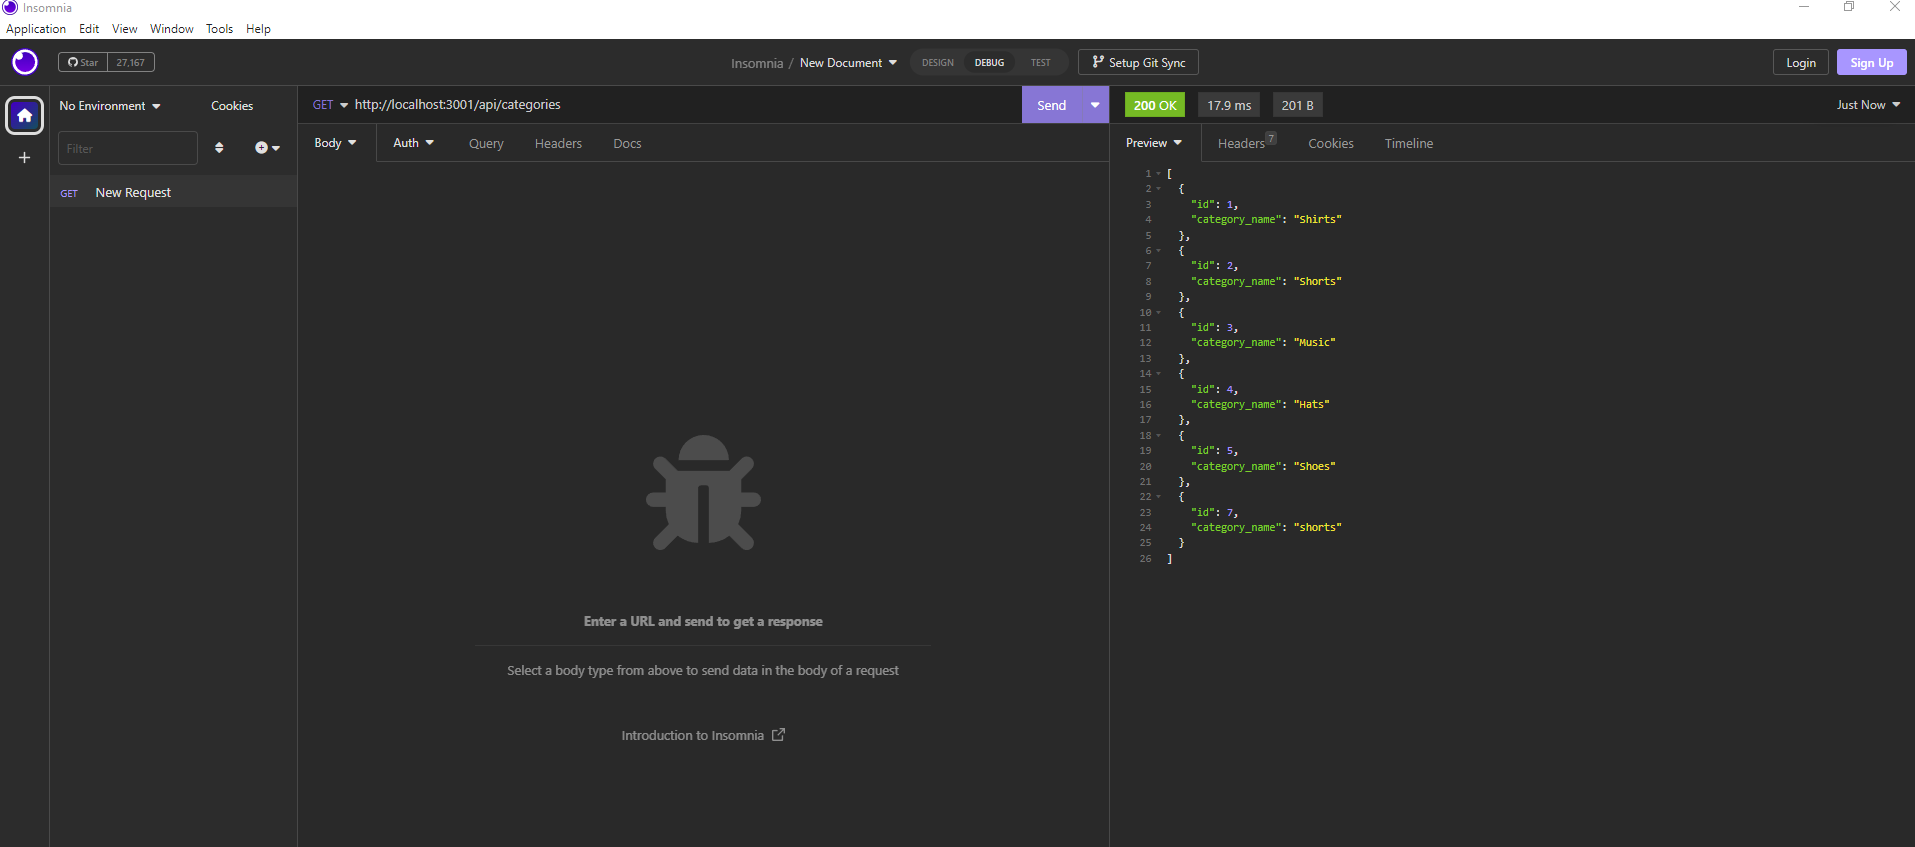 Insomnia
Application Edit View Window Tools Help
Star 27,167
Insomnia / New Document
DESIGN DEBUG TEST
Setup Git Sync
Login
Sign Up
No Environment
Cookies
Filter
GET New Request
GET http://localhost:3001/api/categories
Send
Body Auth Query Headers Docs
Enter a URL and send to get a response
Select a body type from above to send data in the body of a request
Introduction to Insomnia
200 OK 17.9 ms 201 B
Just Now
Preview Headers 7 Cookies Timeline
1 [
2 {
3 "id": 1,
4 "category_name": "Shirts"
5 },
6 {
7 "id": 2,
8 "category_name": "Shorts"
9 },
10 {
11 "id": 3,
12 "category_name": "Music"
13 },
14 {
15 "id": 4,
16 "category_name": "Hats"
17 },
18 {
19 "id": 5,
20 "category_name": "Shoes"
21 },
22 {
23 "id": 7,
24 "category_name": "shorts"
25 }
26 ]